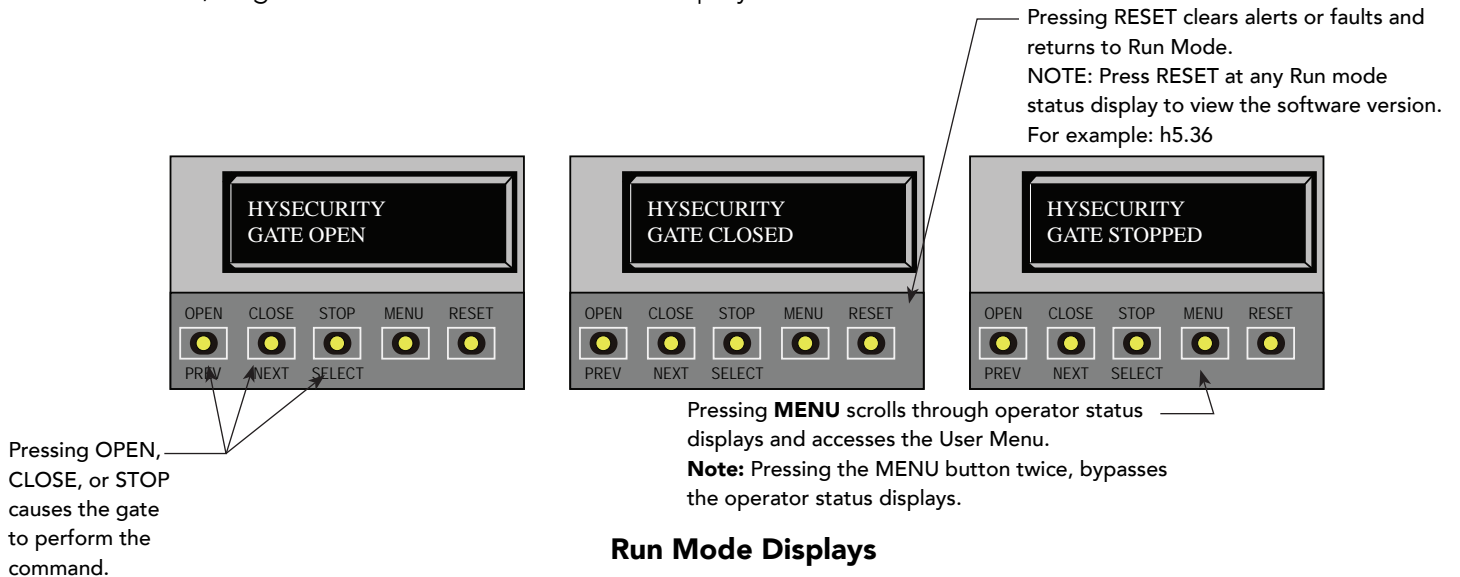 Pressing RESET clears alerts or faults and
returns to Run Mode.
NOTE: Press RESET at any Run mode
status display to view the software version.
For example: h5.36
HYSECURITY
GATE OPEN
OPEN CLOSE STOP MENU RESET
PREV NEXT SELECT
HYSECURITY
GATE CLOSED
OPEN CLOSE STOP MENU RESET
PREV NEXT SELECT
HYSECURITY
GATE STOPPED
OPEN CLOSE STOP MENU RESET
PREV NEXT SELECT
Pressing OPEN,
CLOSE, or STOP
causes the gate
to perform the
command.
Pressing MENU scrolls through operator status
displays and accesses the User Menu.
Note: Pressing the MENU button twice, bypasses
the operator status displays.
Run Mode Displays